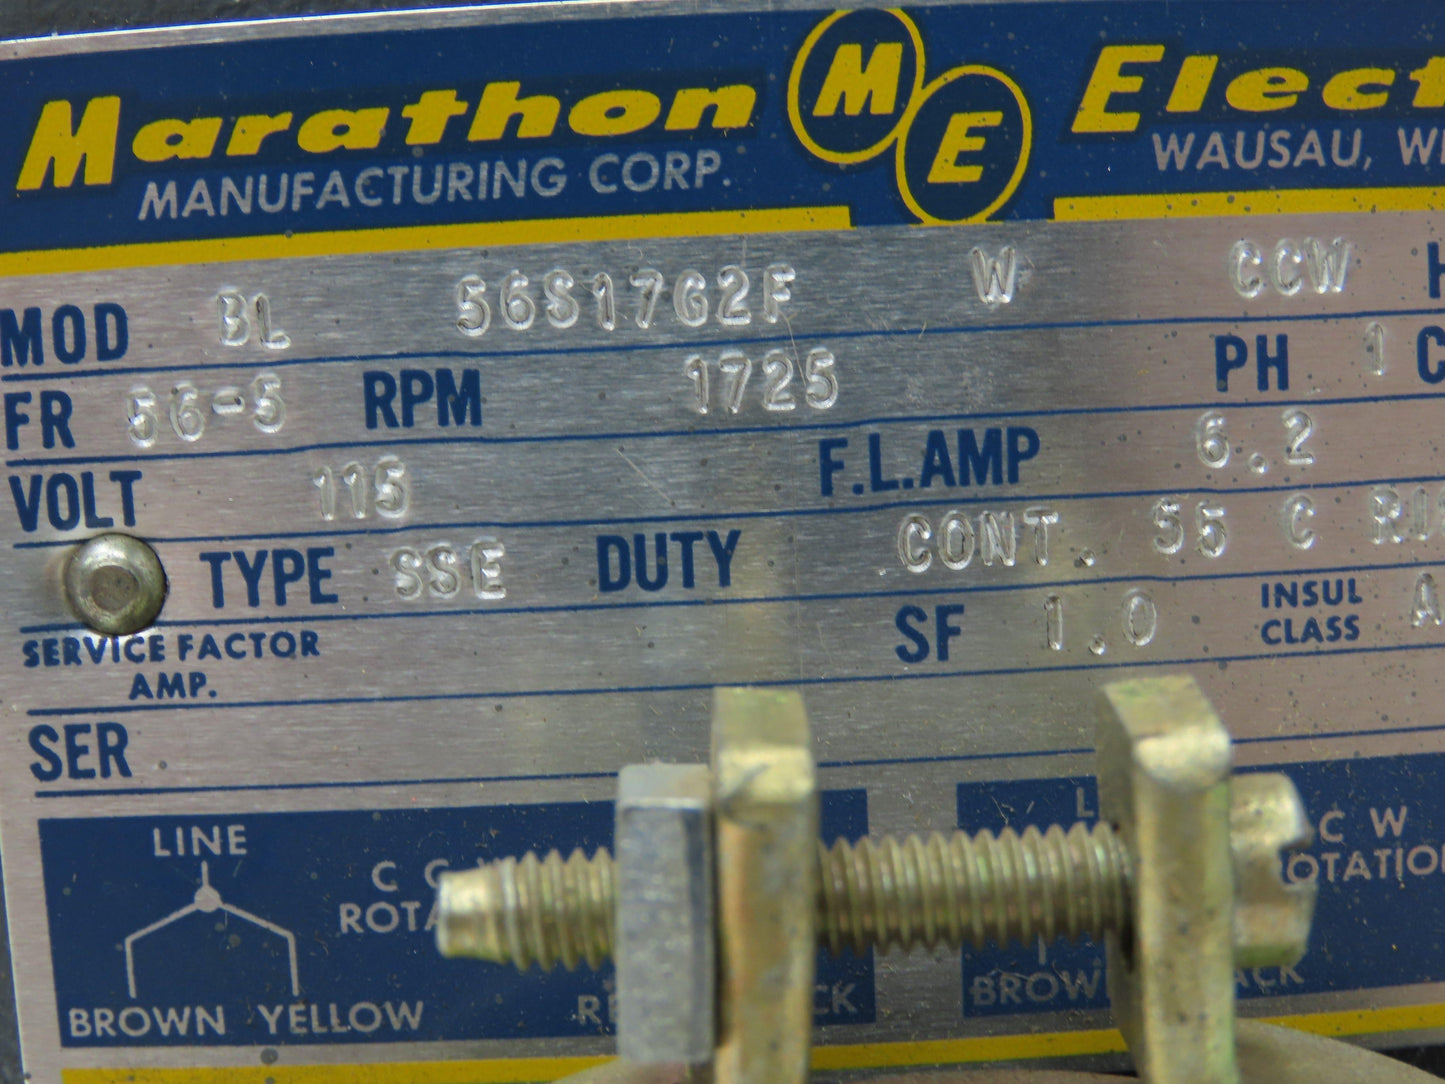 Marathon ME Elect
MANUFACTURING CORP. WAUSAU, WI
MOD BL 56S17G2F W CCW H
FR 56-5 RPM 1725 PH 1 C
VOLT 115 F.L.AMP 6.2
TYPE SSE DUTY CONT. 55 C
SERVICE FACTOR AMP. SF 1.0 INSUL CLASS A
SER
LINE
C C W C W
BROWN YELLOW